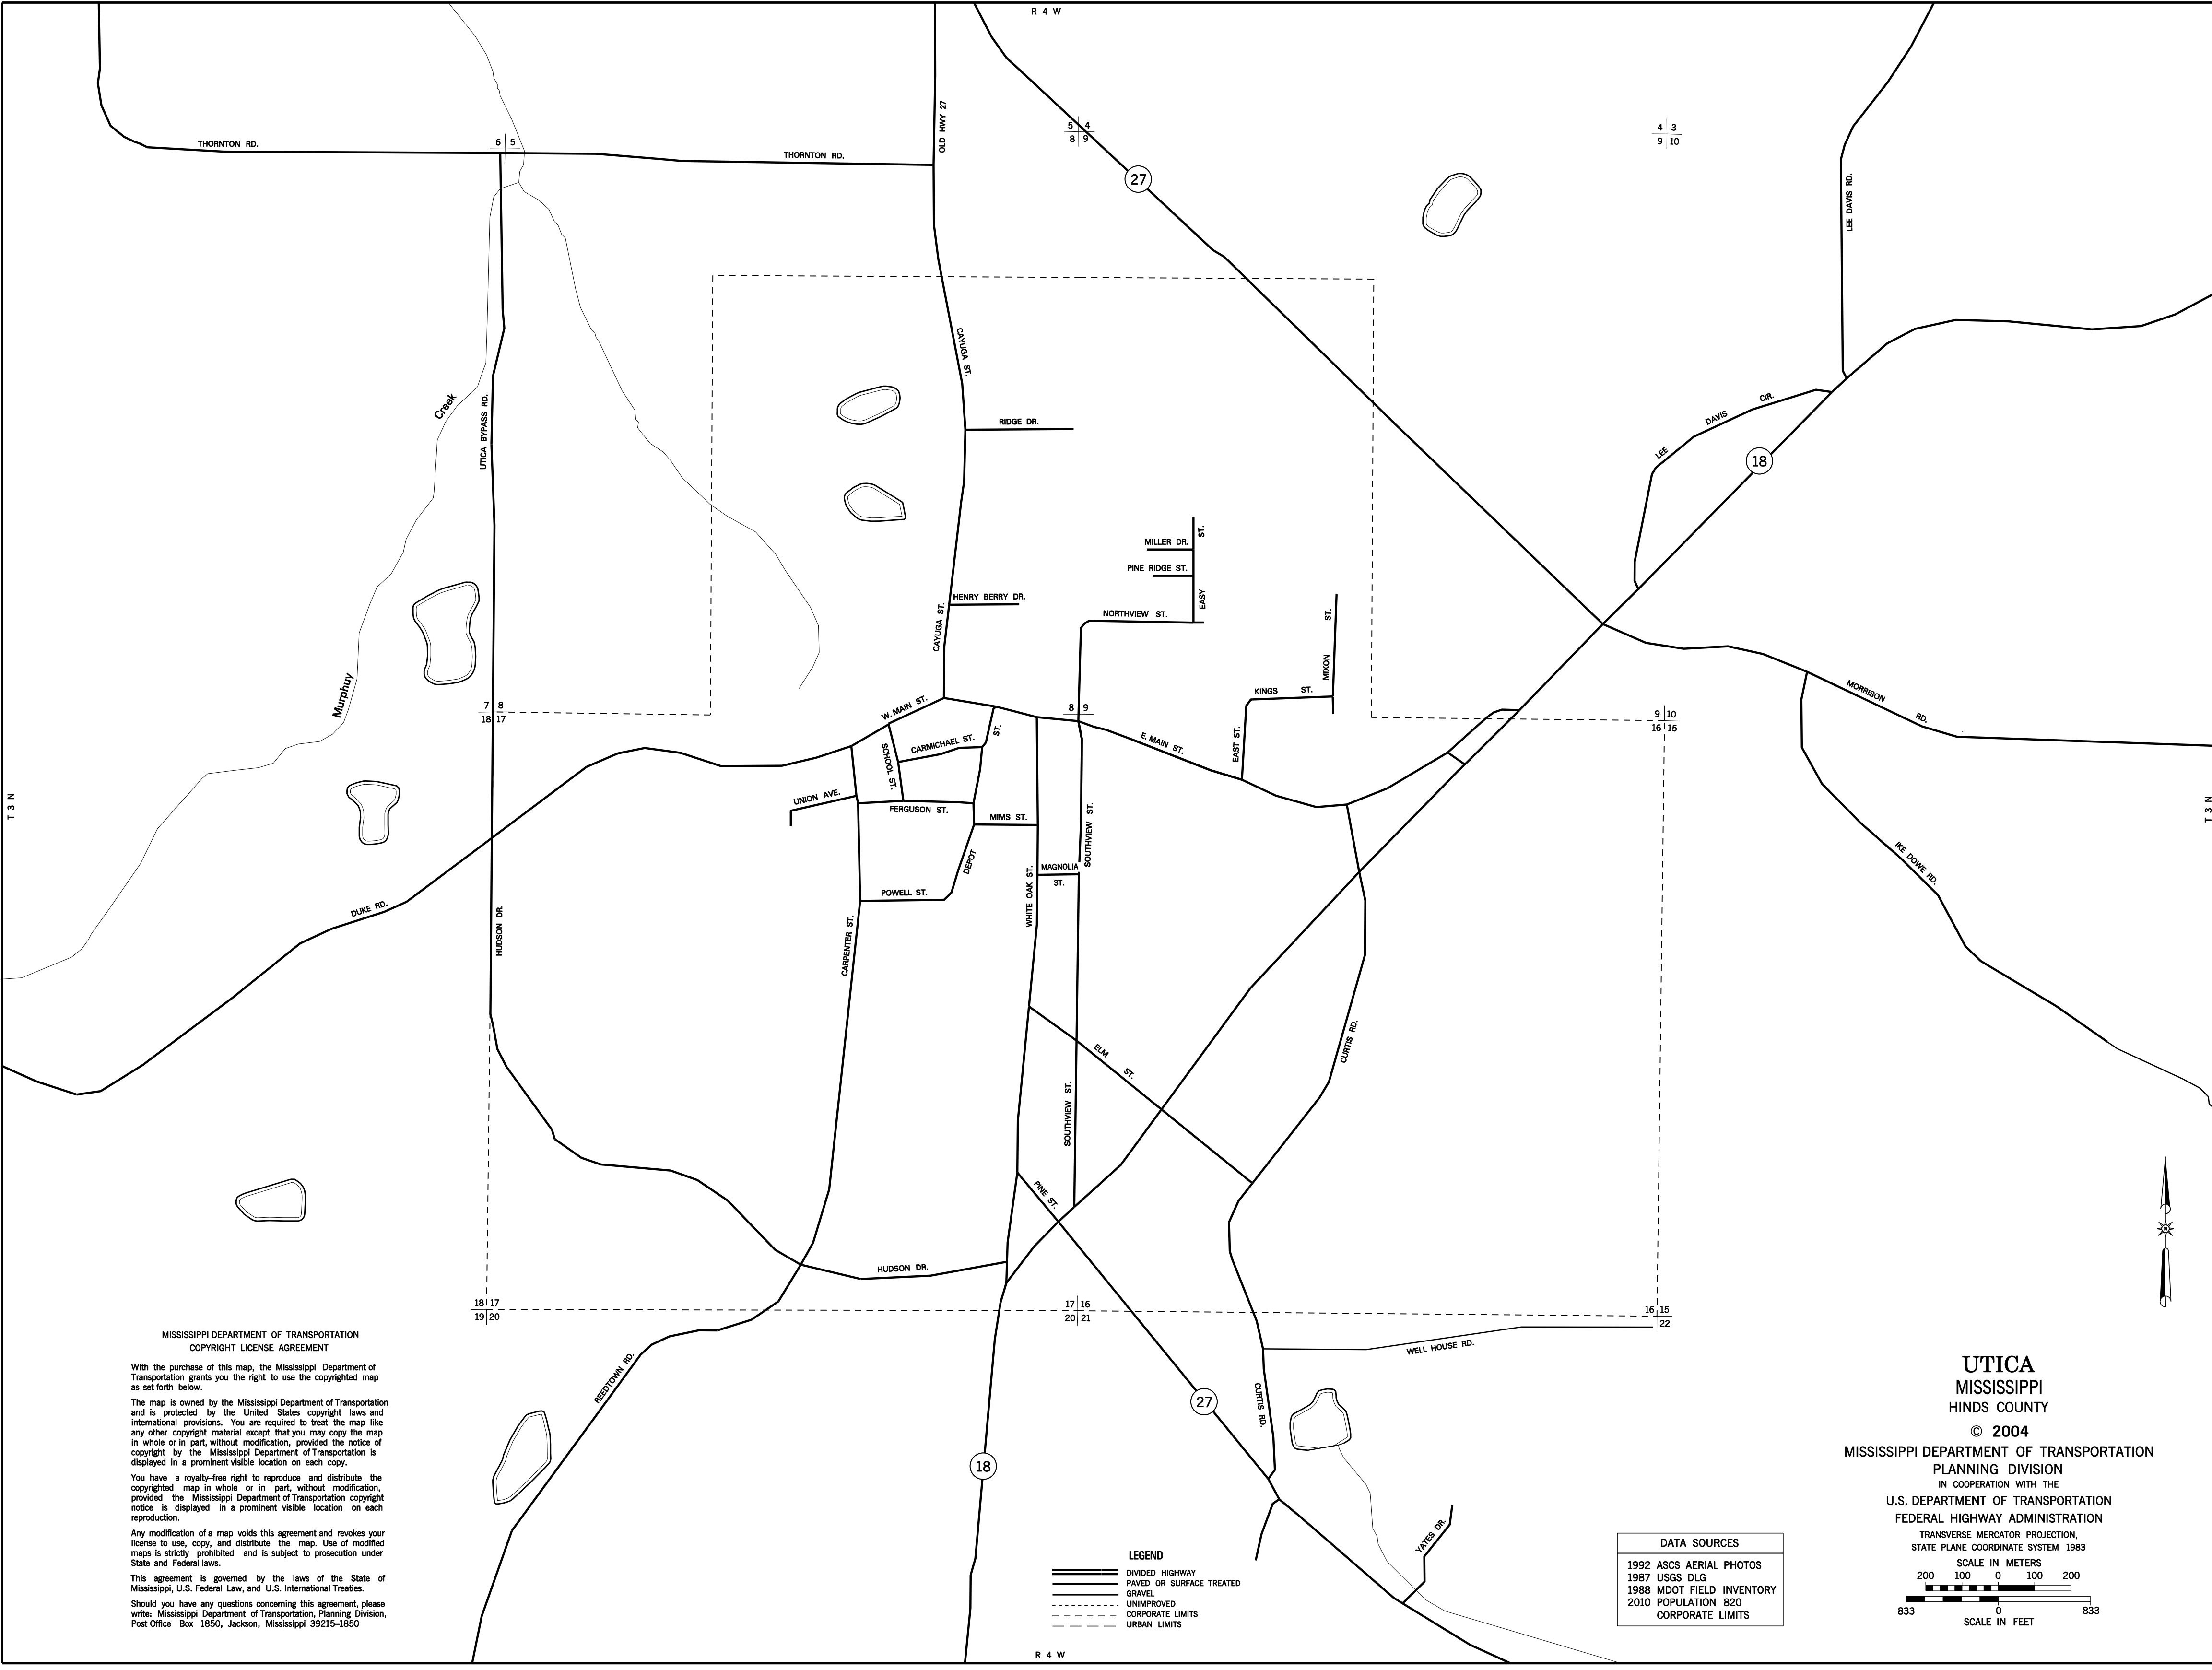 R 4 W
OLD HWY 27
5 4
8 9
4 3
9 10
THORNTON RD.
6 5
THORNTON RD.
27
LEE DAVIS RD.
CAYUGA ST.
Creek
UTICA BYPASS RD.
RIDGE DR.
LEE DAVIS CIR.
18
MILLER DR.
EASY ST.
PINE RIDGE ST.
HENRY BERRY DR.
NORTHVIEW ST.
CAYUGA ST.
MIXON ST.
Murphuy
KINGS ST.
MORRISON RD.
7 8
18 17
W. MAIN ST.
8 9
9 10
16 15
E. MAIN ST.
EAST ST.
CARMICHAEL ST.
SCHOOL ST.
T 3 N
T 3 N
UNION AVE.
FERGUSON ST.
MIMS ST.
SOUTHVIEW ST.
DEPOT ST.
MAGNOLIA
ST.
WHITE OAK ST.
IKE DOWE RD.
POWELL ST.
DUKE RD.
HUDSON DR.
CARPENTER ST.
ELM ST.
CURTIS RD.
SOUTHVIEW ST.
PINE ST.
HUDSON DR.
18 17
19 20
17 16
20 21
16 15
22
WELL HOUSE RD.
REEDTOWN RD.
27
CURTIS RD.
18
YATES DR.
MISSISSIPPI DEPARTMENT OF TRANSPORTATION
COPYRIGHT LICENSE AGREEMENT
With the purchase of this map, the Mississippi Department of
Transportation grants you the right to use the copyrighted map
as set forth below.
The map is owned by the Mississippi Department of Transportation
and is protected by the United States copyright laws and
international provisions. You are required to treat the map like
any other copyright material except that you may copy the map
in whole or in part, without modification, provided the notice of
copyright by the Mississippi Department of Transportation is
displayed in a prominent visible location on each copy.
You have a royalty-free right to reproduce and distribute the
copyrighted map in whole or in part, without modification,
provided the Mississippi Department of Transportation copyright
notice is displayed in a prominent visible location on each
reproduction.
Any modification of a map voids this agreement and revokes your
license to use, copy, and distribute the map. Use of modified
maps is strictly prohibited and is subject to prosecution under
State and Federal laws.
This agreement is governed by the laws of the State of
Mississippi, U.S. Federal Law, and U.S. International Treaties.
Should you have any questions concerning this agreement, please
write: Mississippi Department of Transportation, Planning Division,
Post Office Box 1850, Jackson, Mississippi 39215-1850
LEGEND
DIVIDED HIGHWAY
PAVED OR SURFACE TREATED
GRAVEL
UNIMPROVED
CORPORATE LIMITS
URBAN LIMITS
R 4 W
DATA SOURCES
1992 ASCS AERIAL PHOTOS
1987 USGS DLG
1988 MDOT FIELD INVENTORY
2010 POPULATION 820
CORPORATE LIMITS
UTICA
MISSISSIPPI
HINDS COUNTY
© 2004
MISSISSIPPI DEPARTMENT OF TRANSPORTATION
PLANNING DIVISION
IN COOPERATION WITH THE
U.S. DEPARTMENT OF TRANSPORTATION
FEDERAL HIGHWAY ADMINISTRATION
TRANSVERSE MERCATOR PROJECTION,
STATE PLANE COORDINATE SYSTEM 1983
SCALE IN METERS
200 100 0 100 200
833 0 833
SCALE IN FEET